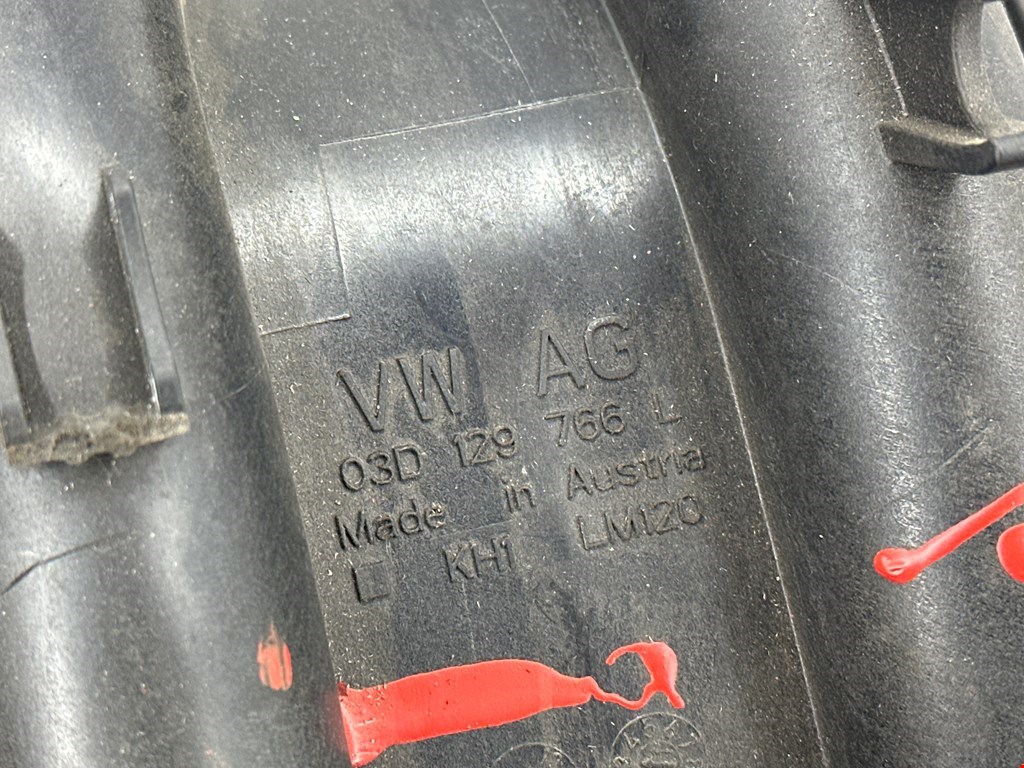 VW AG
03D 129 766 L
Made in Austria
KH1 LM120